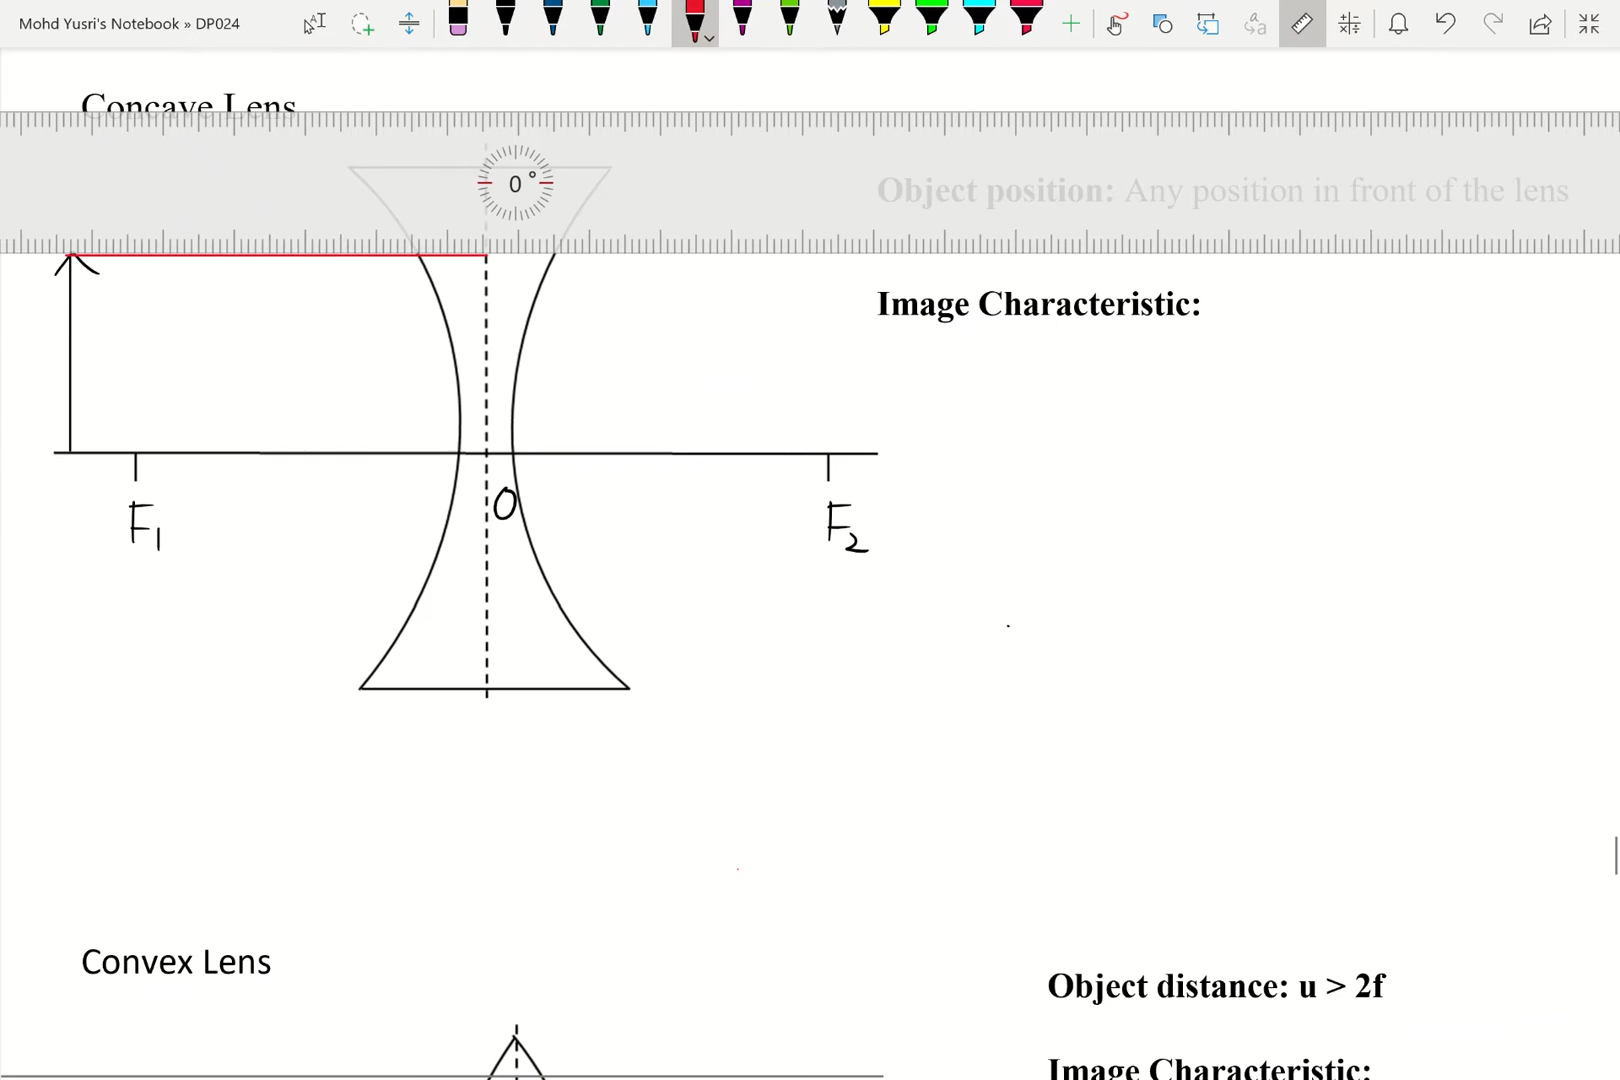 Mohd Yusri's Notebook » DP024
Concave Lens
0°
Object position: Any position in front of the lens
Image Characteristic:
O
F1
F2
Convex Lens
Object distance: u > 2f
Image Characteristic: